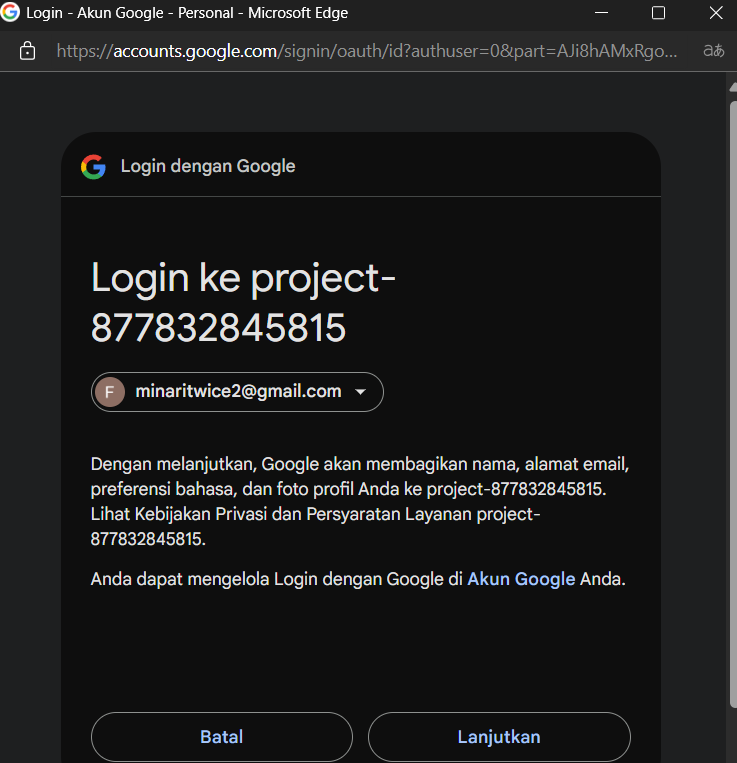 Login - Akun Google - Personal - Microsoft Edge
https://accounts.google.com/signin/oauth/id?authuser=0&part=AJi8hAMxRgo...
aあ
Login dengan Google
Login ke project-
877832845815
F
minaritwice2@gmail.com
Dengan melanjutkan, Google akan membagikan nama, alamat email,
preferensi bahasa, dan foto profil Anda ke project-877832845815.
Lihat Kebijakan Privasi dan Persyaratan Layanan project-
877832845815.
Anda dapat mengelola Login dengan Google di Akun Google Anda.
Batal
Lanjutkan